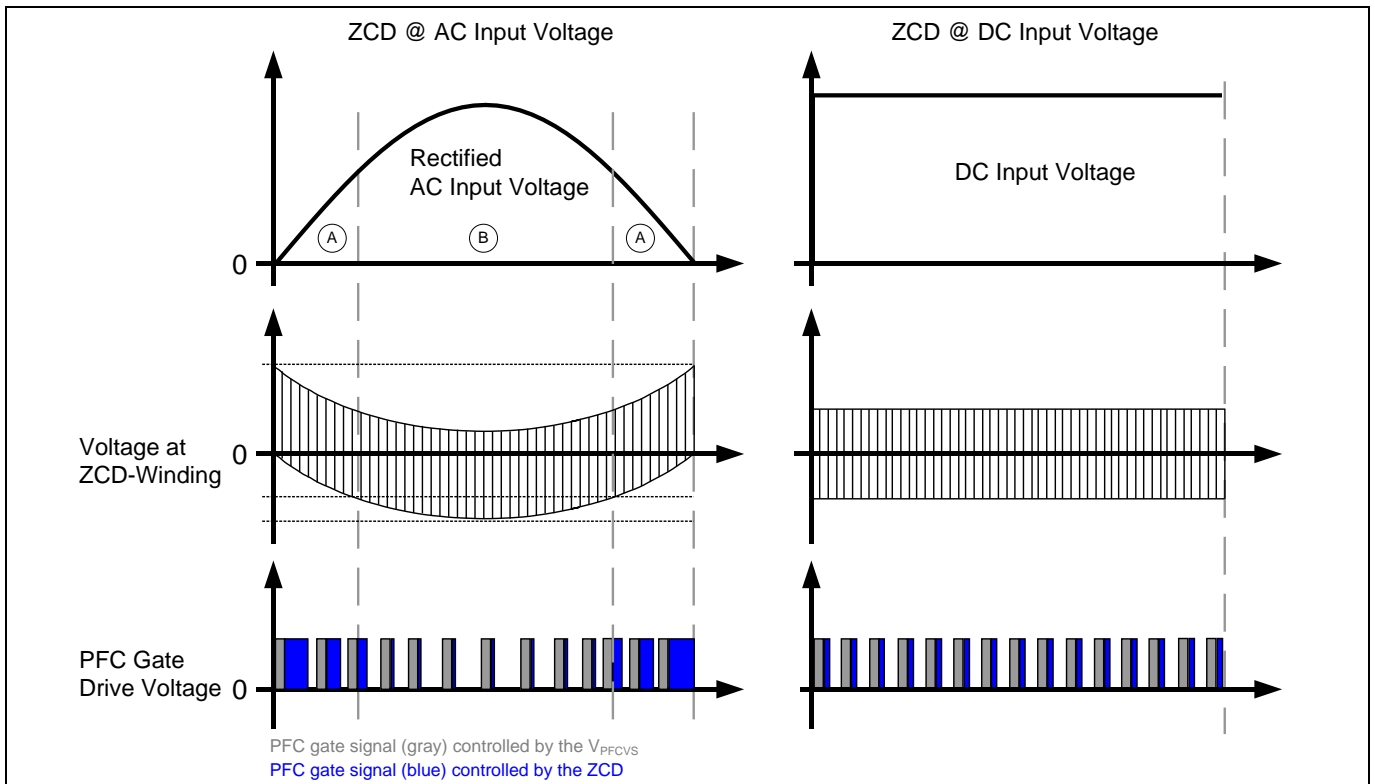 ZCD @ AC Input Voltage
ZCD @ DC Input Voltage
Rectified
AC Input Voltage
DC Input Voltage
A
B
A
0
Voltage at
ZCD-Winding
0
PFC Gate
Drive Voltage
0
PFC gate signal (gray) controlled by the VPFCVS
PFC gate signal (blue) controlled by the ZCD